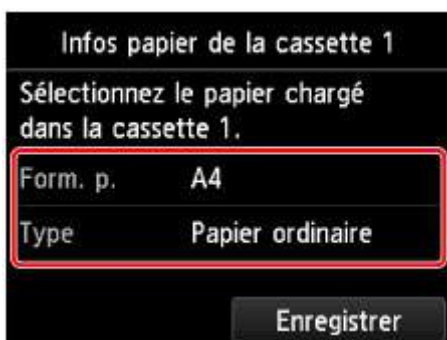 Infos papier de la cassette 1
Sélectionnez le papier chargé
dans la cassette 1.
Form. p. A4
Type Papier ordinaire
Enregistrer